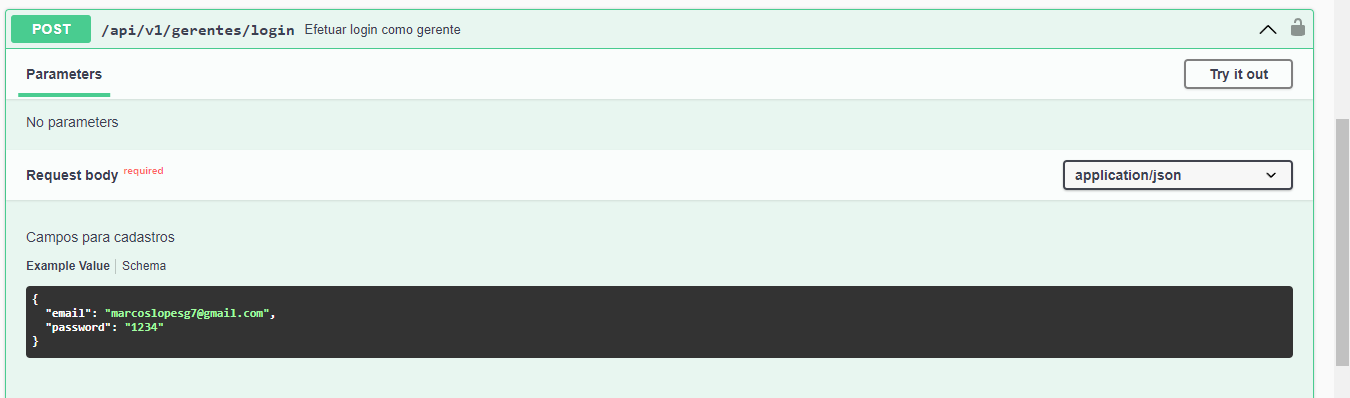 POST /api/v1/gerentes/login Efetuar login como gerente
Parameters
Try it out
No parameters
Request body required
application/json
Campos para cadastros
Example Value | Schema
{
"email": "marcoslopesg7@gmail.com",
"password": "1234"
}